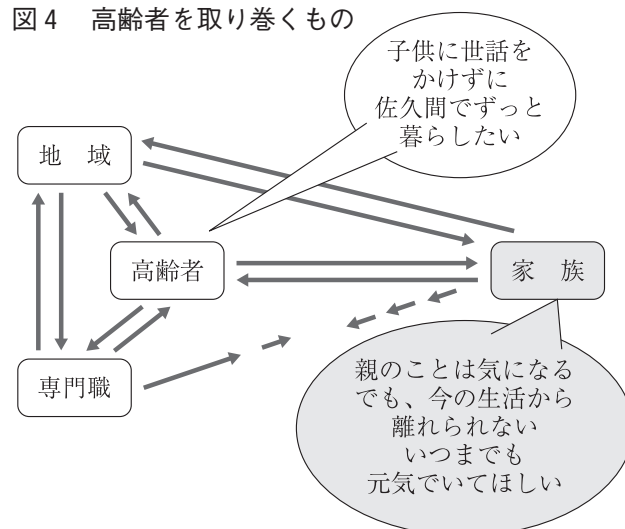 図4　高齢者を取り巻くもの
子供に世話を
かけずに
佐久間でずっと
暮らしたい
地　域
高齢者
家　族
専門職
親のことは気になる
でも、今の生活から
離れられない
いつまでも
元気でいてほしい